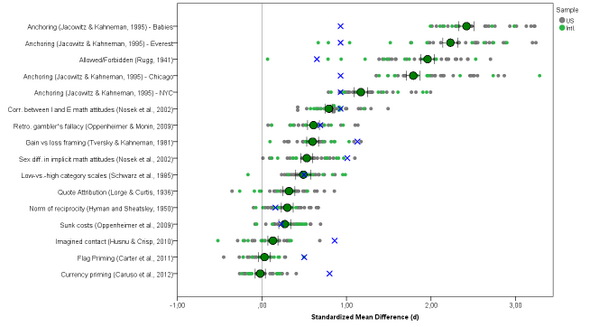 Sample
US
Intl.
Anchoring (Jacowitz & Kahneman, 1995) - Babies
Anchoring (Jacowitz & Kahneman, 1995) - Everest
Allowed/Forbidden (Rugg, 1941)
Anchoring (Jacowitz & Kahneman, 1995) - Chicago
Anchoring (Jacowitz & Kahneman, 1995) - NYC
Corr. between I and E math attitudes (Nosek et al., 2002)
Retro. gambler's fallacy (Oppenheimer & Monin, 2009)
Gain vs loss framing (Tversky & Kahneman, 1981)
Sex diff. in implicit math attitudes (Nosek et al., 2002)
Low-vs.-high category scales (Schwarz et al., 1985)
Quote Attribution (Lorge & Curtis, 1936)
Norm of reciprocity (Hyman and Sheatsley, 1950)
Sunk costs (Oppenheimer et al., 2009)
Imagined contact (Husnu & Crisp, 2010)
Flag Priming (Carter et al., 2011)
Currency priming (Caruso et al., 2012)
-1,00 ,00 1,00 2,00 3,00
Standardized Mean Difference (d)